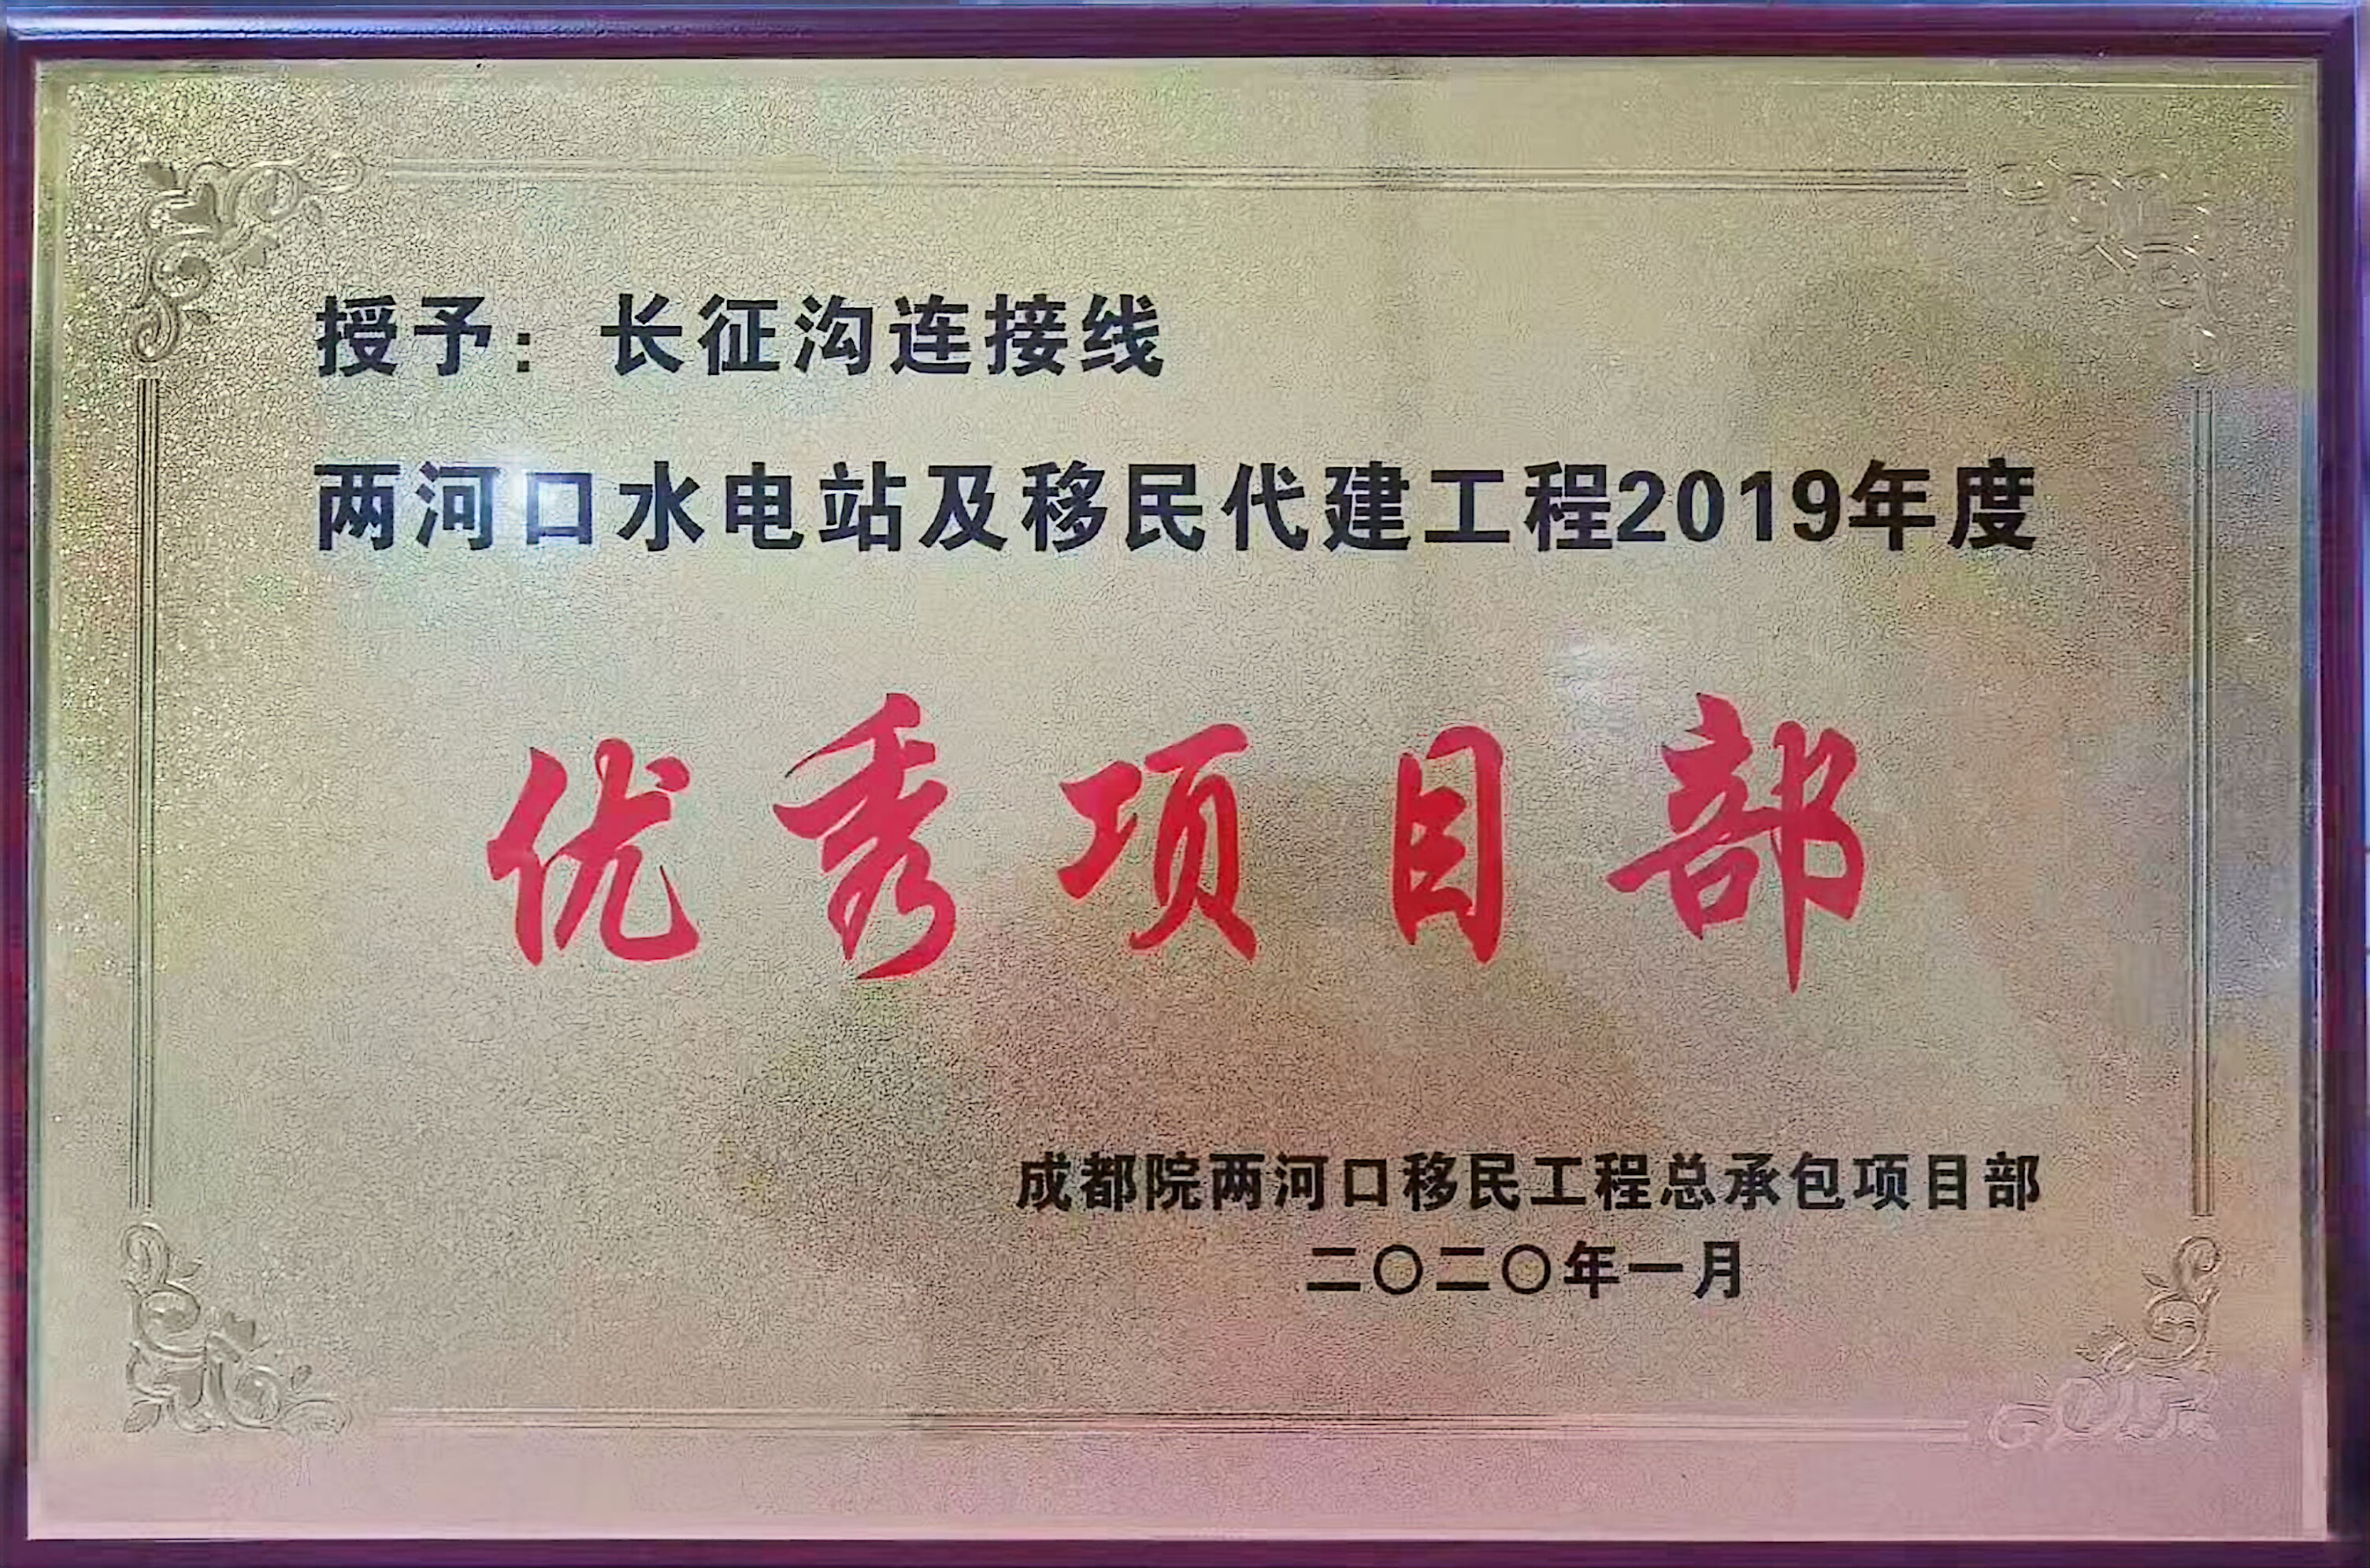 授予：长征沟连接线
两河口水电站及移民代建工程2019年度
优秀项目部
成都院两河口移民工程总承包项目部
二〇二〇年一月